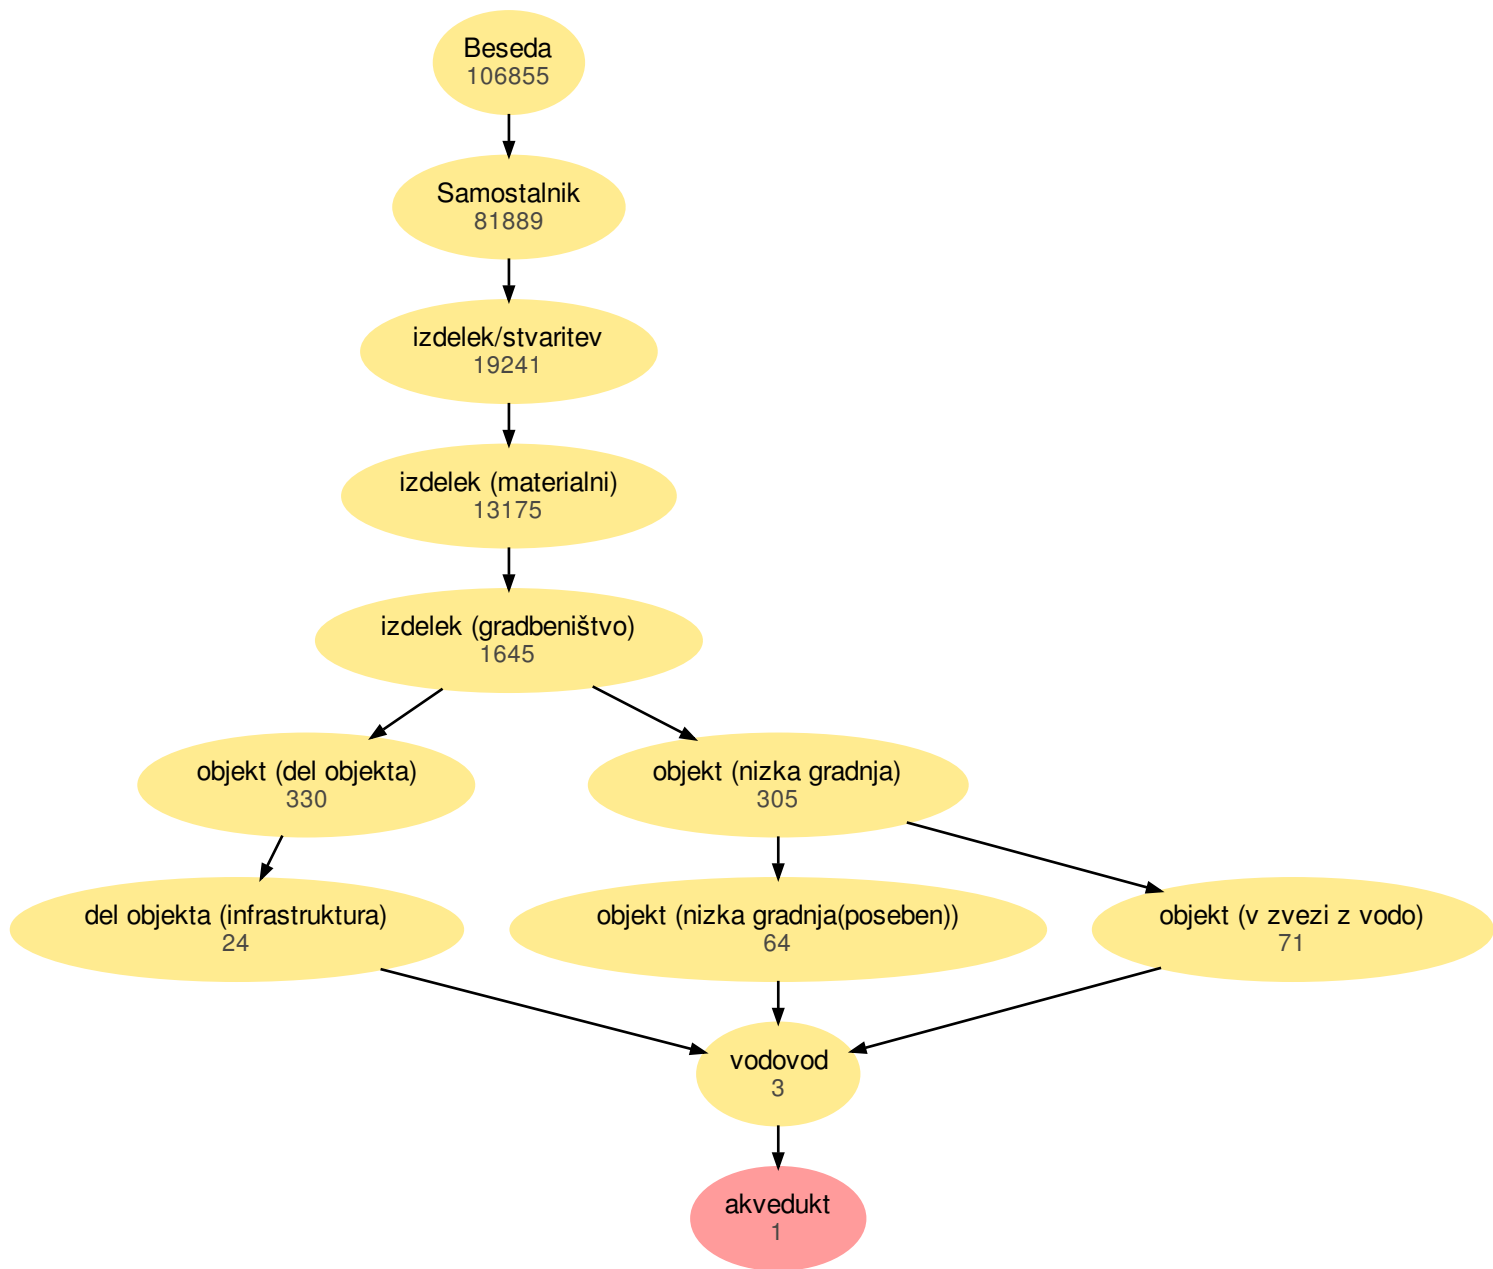 Beseda
106855
Samostalnik
81889
izdelek/stvaritev
19241
izdelek (materialni)
13175
izdelek (gradbeništvo)
1645
objekt (del objekta)
330
objekt (nizka gradnja)
305
del objekta (infrastruktura)
24
objekt (nizka gradnja(poseben))
64
objekt (v zvezi z vodo)
71
vodovod
3
akvedukt
1